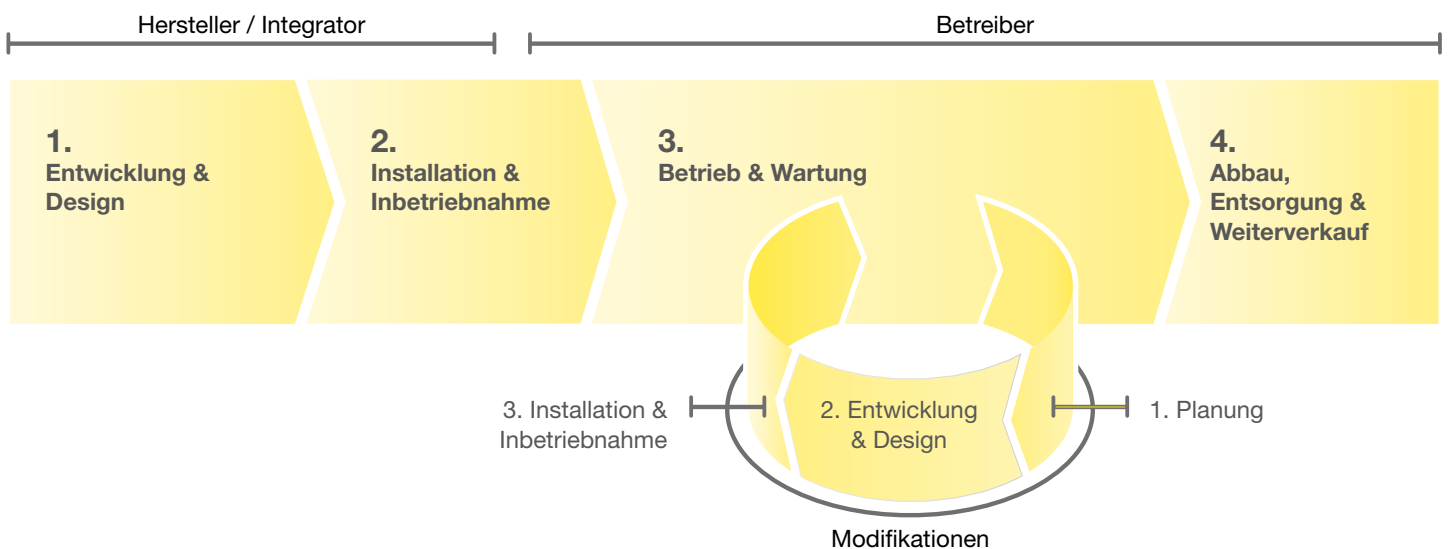 Hersteller / Integrator
Betreiber
1.
Entwicklung &
Design
2.
Installation &
Inbetriebnahme
3.
Betrieb & Wartung
4.
Abbau,
Entsorgung &
Weiterverkauf
3. Installation &
Inbetriebnahme
2. Entwicklung
& Design
1. Planung
Modifikationen